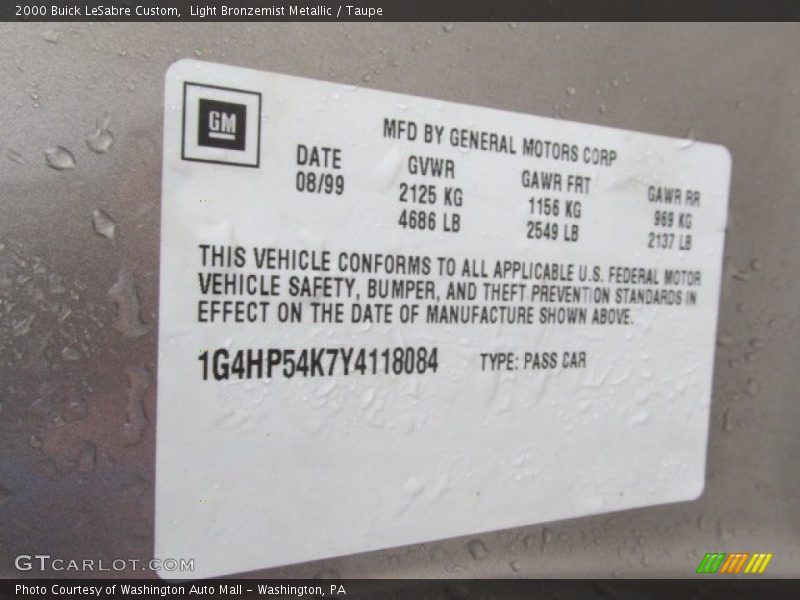 2000 Buick LeSabre Custom, Light Bronzemist Metallic / Taupe
GM
MFD BY GENERAL MOTORS CORP
DATE GVWR GAWR FRT GAWR RR
08/99 2125 KG 1156 KG 969 KG
4686 LB 2549 LB 2137 LB
THIS VEHICLE CONFORMS TO ALL APPLICABLE U.S. FEDERAL MOTOR
VEHICLE SAFETY, BUMPER, AND THEFT PREVENTION STANDARDS IN
EFFECT ON THE DATE OF MANUFACTURE SHOWN ABOVE.
1G4HP54K7Y4118084 TYPE: PASS CAR
GTCARLOT.COM
Photo Courtesy of Washington Auto Mall - Washington, PA